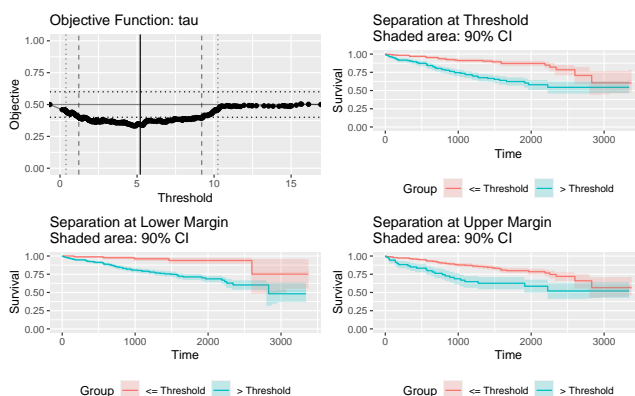 Objective Function: tau
1.00
0.75
0.50
0.25
0.00
Objective
0
5
10
15
Threshold
Separation at Threshold
Shaded area: 90% CI
1.00
0.75
0.50
0.25
0.00
Survival
0
1000
2000
3000
Time
Group
<= Threshold
> Threshold
Separation at Lower Margin
Shaded area: 90% CI
1.00
0.75
0.50
0.25
0.00
Survival
0
1000
2000
3000
Time
Group
<= Threshold
> Threshold
Separation at Upper Margin
Shaded area: 90% CI
1.00
0.75
0.50
0.25
0.00
Survival
0
1000
2000
3000
Time
Group
<= Threshold
> Threshold